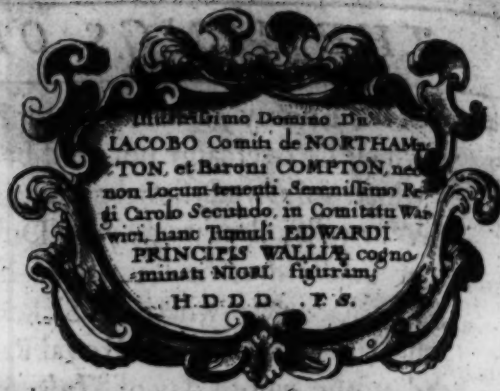 Illustrissimo Domino Dn̄
IACOBO Comiti de NORTHAMP
TON, et Baroni COMPTON, nec
non Locum-tenenti Serenissimo Re
gi Carolo Secundo, in Comitatu War
wici, hanc Tumuli EDWARDI
PRINCIPIS WALLIÆ, cogno
minati NIGRI, figuram,
H. D. D. D. F. S.